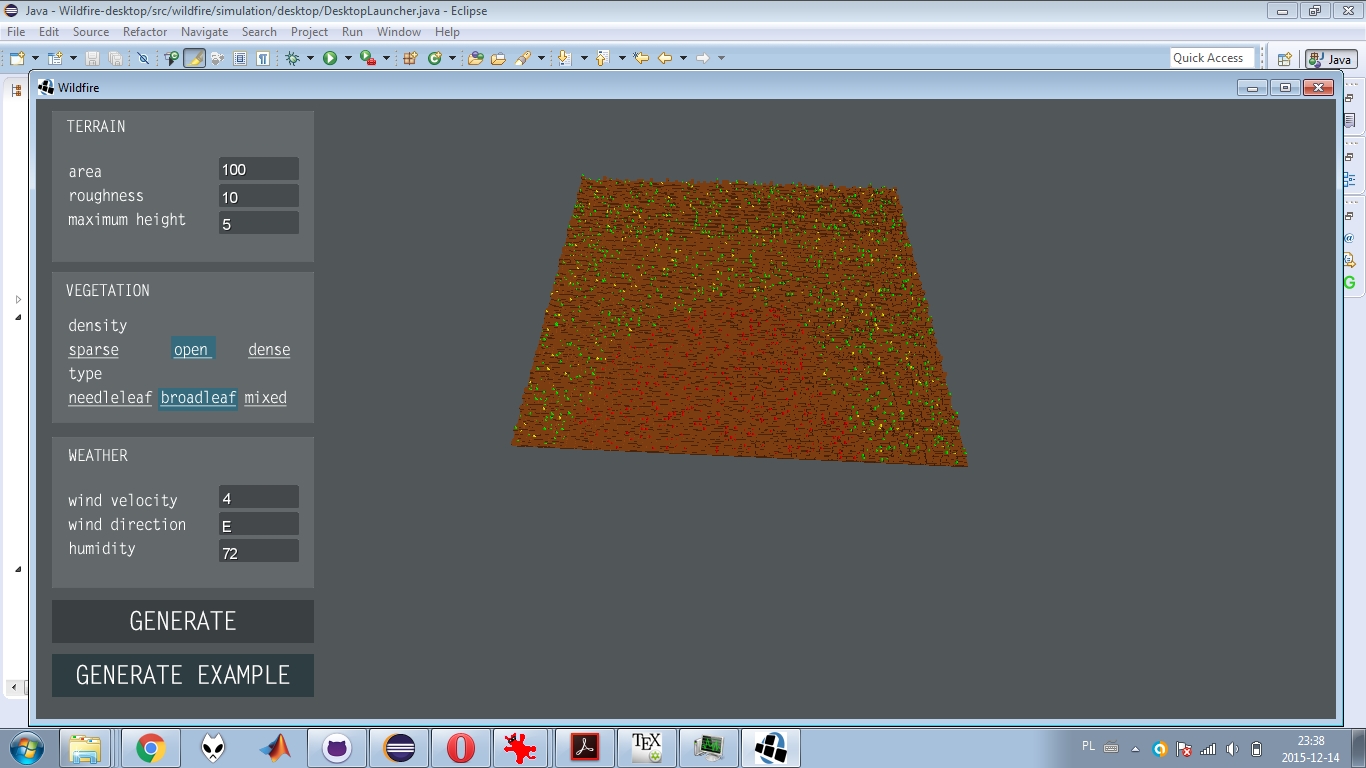 Java - Wildfire-desktop/src/wildfire/simulation/desktop/DesktopLauncher.java - Eclipse
File Edit Source Refactor Navigate Search Project Run Window Help
Quick Access
Java
Wildfire
TERRAIN
area 100
roughness 10
maximum height 5
VEGETATION
density
sparse open dense
type
needleleaf broadleaf mixed
WEATHER
wind velocity 4
wind direction E
humidity 72
GENERATE
GENERATE EXAMPLE
TEX
PL
23:38
2015-12-14